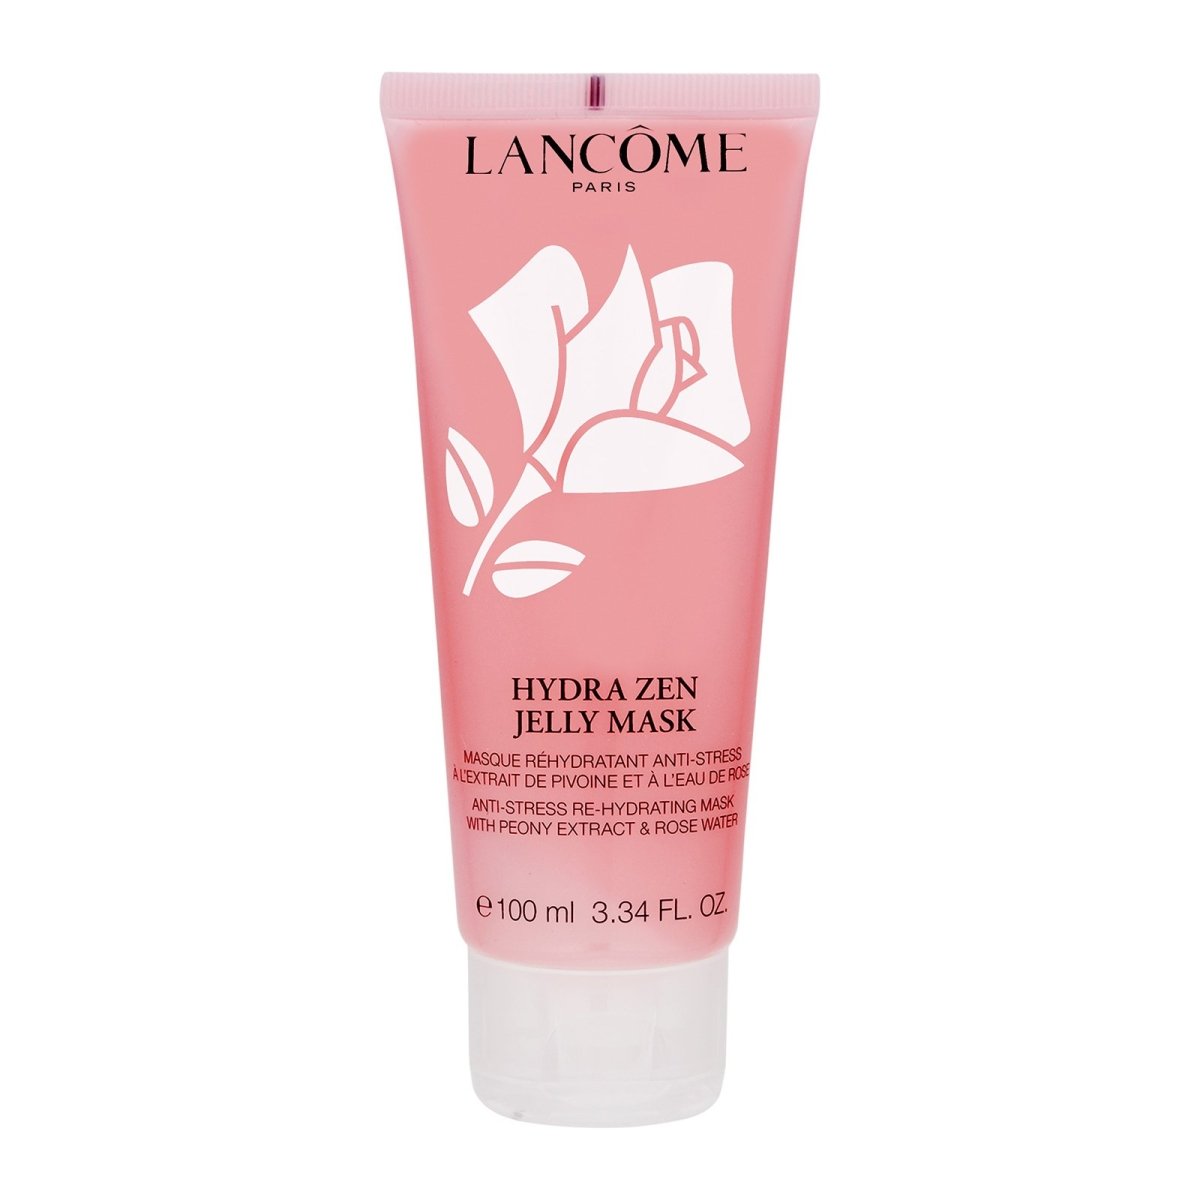 LANCÔME
PARIS
HYDRA ZEN
JELLY MASK
MASQUE RÉHYDRATANT ANTI-STRESS
À L'EXTRAIT DE PIVOINE ET À L'EAU DE ROSE
ANTI-STRESS RE-HYDRATING MASK
WITH PEONY EXTRACT & ROSE WATER
℮100 ml 3.34 FL. OZ.